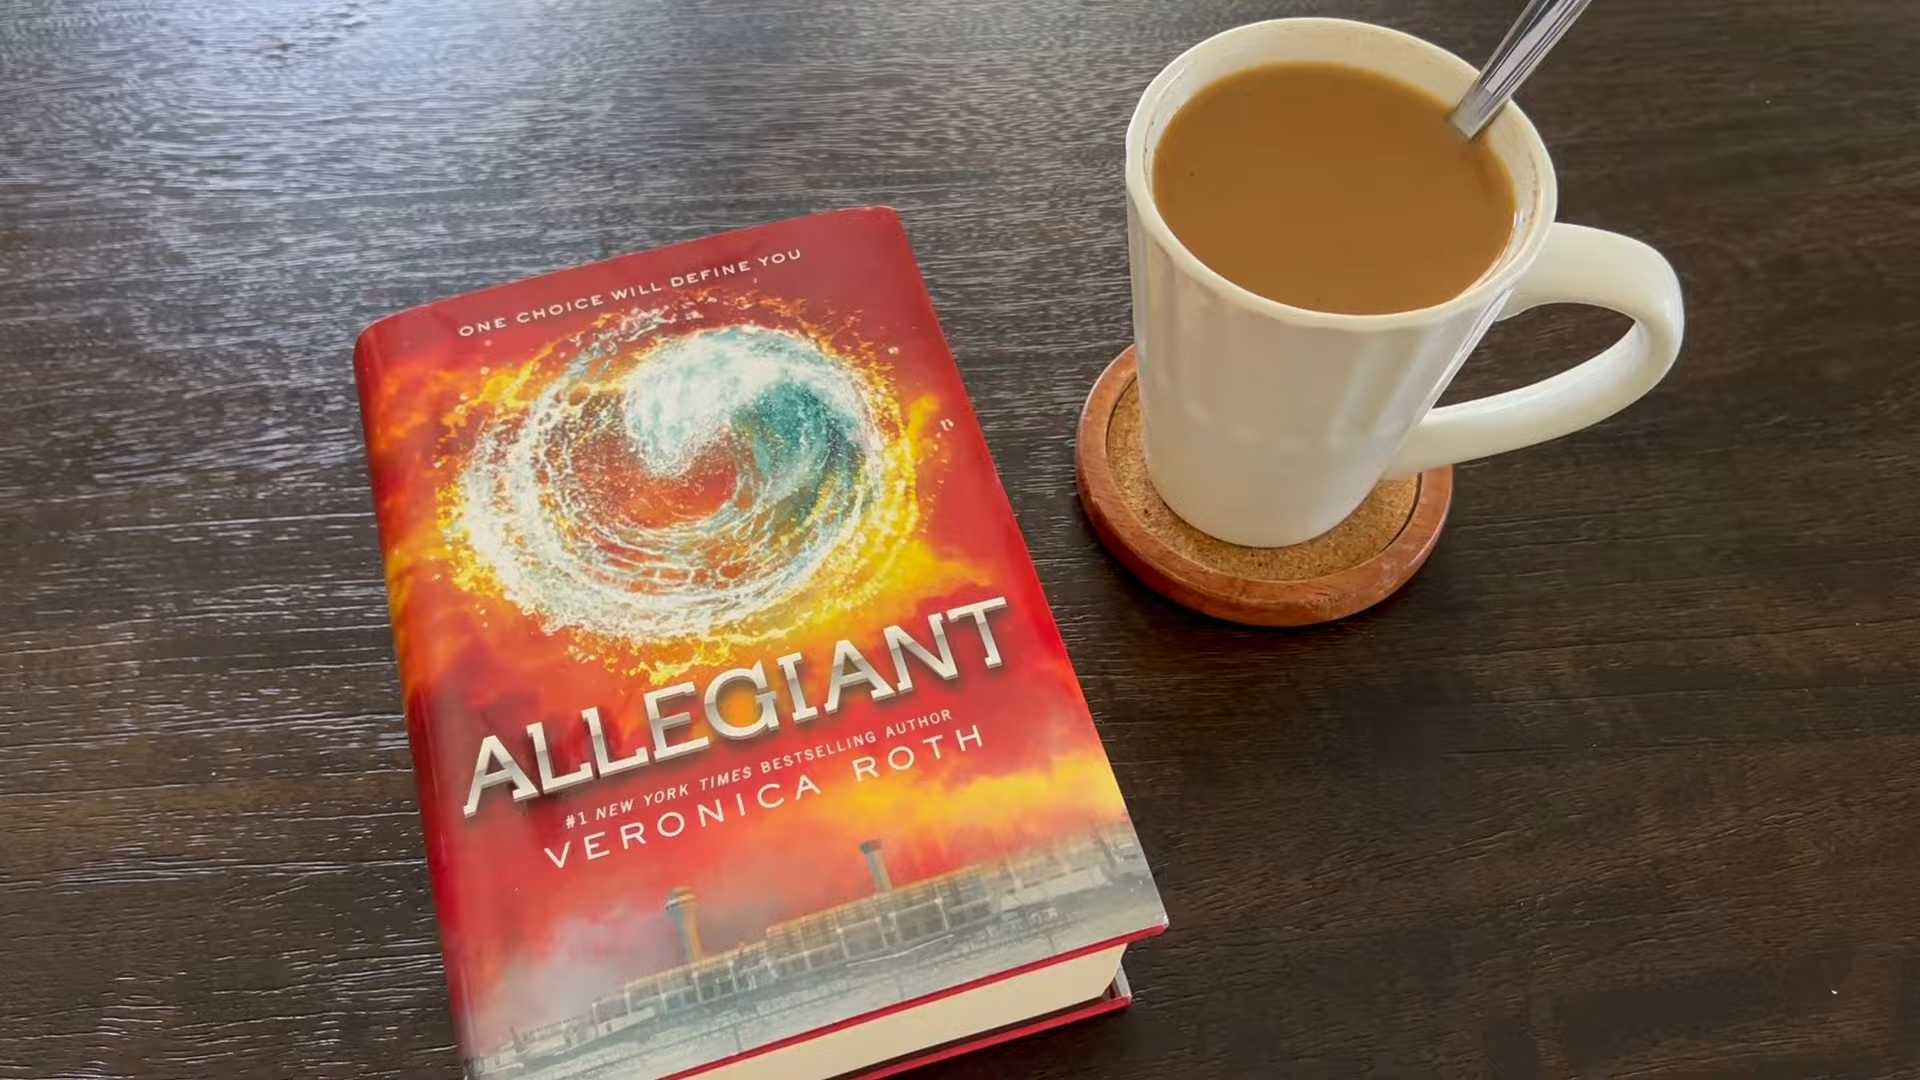 ONE CHOICE WILL DEFINE YOU
ALLEGIANT
#1 NEW YORK TIMES BESTSELLING AUTHOR
VERONICA ROTH